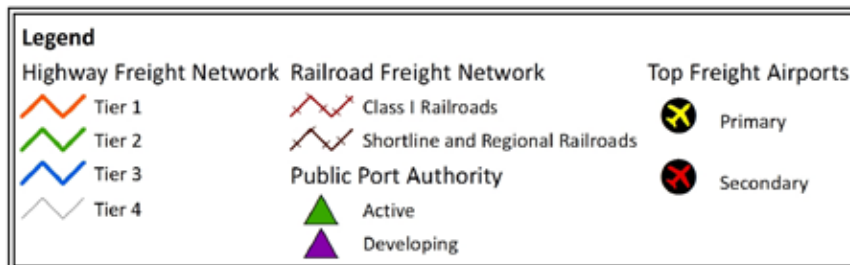 Legend
Highway Freight Network
Tier 1
Tier 2
Tier 3
Tier 4
Railroad Freight Network
Class I Railroads
Shortline and Regional Railroads
Public Port Authority
Active
Developing
Top Freight Airports
Primary
Secondary